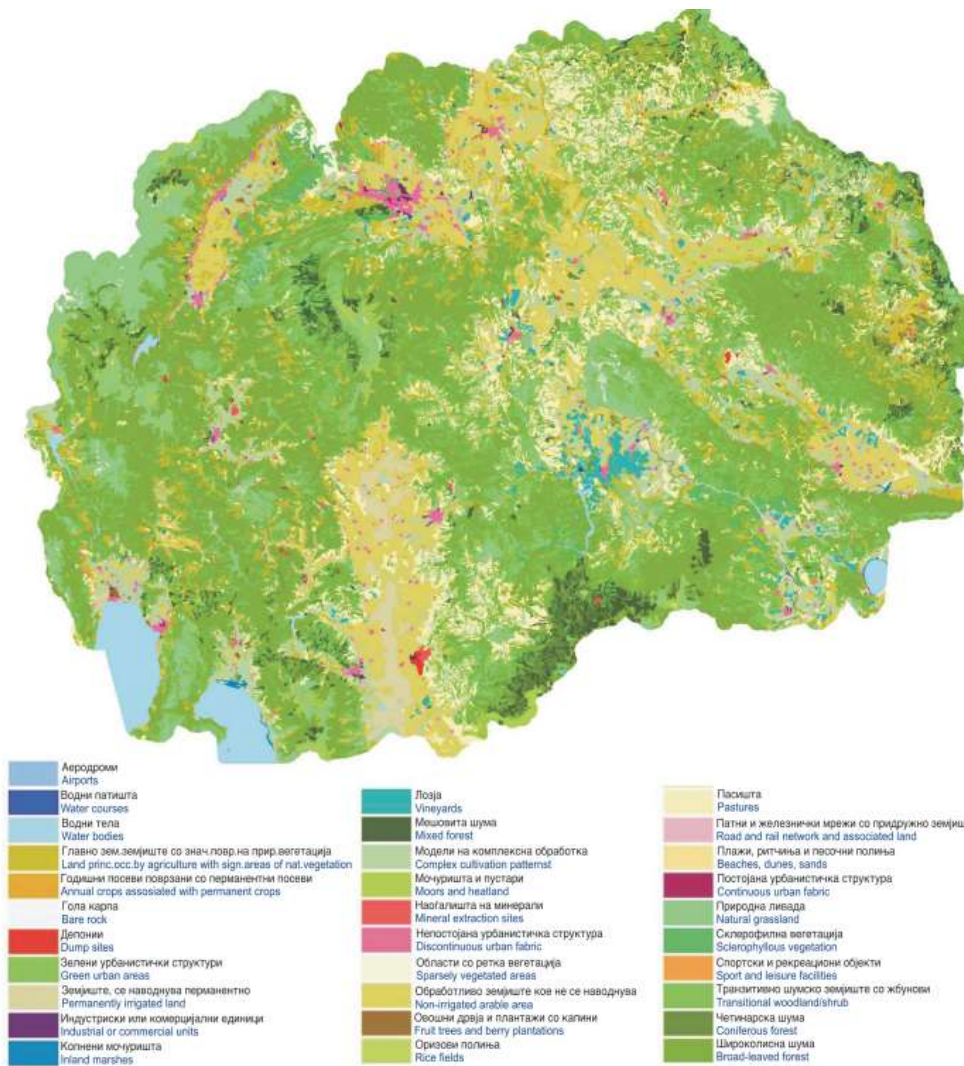 Аеродроми
Airports
Водни патишта
Water courses
Водни тела
Water bodies
Главно зем.земјиште со знач.повр.на прир.вегетација
Land princ.occ.by agriculture with sign.areas of nat.vegetation
Годишни посеви поврзани со перманентни посеви
Annual crops assosiated with permanent crops
Гола карпа
Bare rock
Депонии
Dump sites
Зелени урбанистички структури
Green urban areas
Земјиште, се наводнува перманентно
Permanently irrigated land
Индустриски или комерцијални единици
Industrial or commercial units
Копнени мочуришта
Inland marshes
Лозја
Vineyards
Мешовита шума
Mixed forest
Модели на комплексна обработка
Complex cultivation patternst
Мочуришта и пустари
Moors and heatland
Наоѓалишта на минерали
Mineral extraction sites
Непостојана урбанистичка структура
Discontinuous urban fabric
Области со ретка вегетација
Sparsely vegetated areas
Обработливо земјиште кое не се наводнува
Non-irrigated arable area
Овошни дрвја и плантажи со капини
Fruit trees and berry plantations
Оризови полиња
Rice fields
Пасишта
Pastures
Патни и железнички мрежи со придружно земјиш
Road and rail network and associated land
Плажи, ритчиња и песочни полиња
Beaches, dunes, sands
Постојана урбанистичка структура
Continuous urban fabric
Природна ливада
Natural grassland
Склерофилна вегетација
Sclerophyllous vegetation
Спортски и рекреациони објекти
Sport and leisure facilities
Транзитивно шумско земјиште со жбунови
Transitional woodland/shrub
Четинарска шума
Coniferous forest
Широколисна шума
Broad-leaved forest